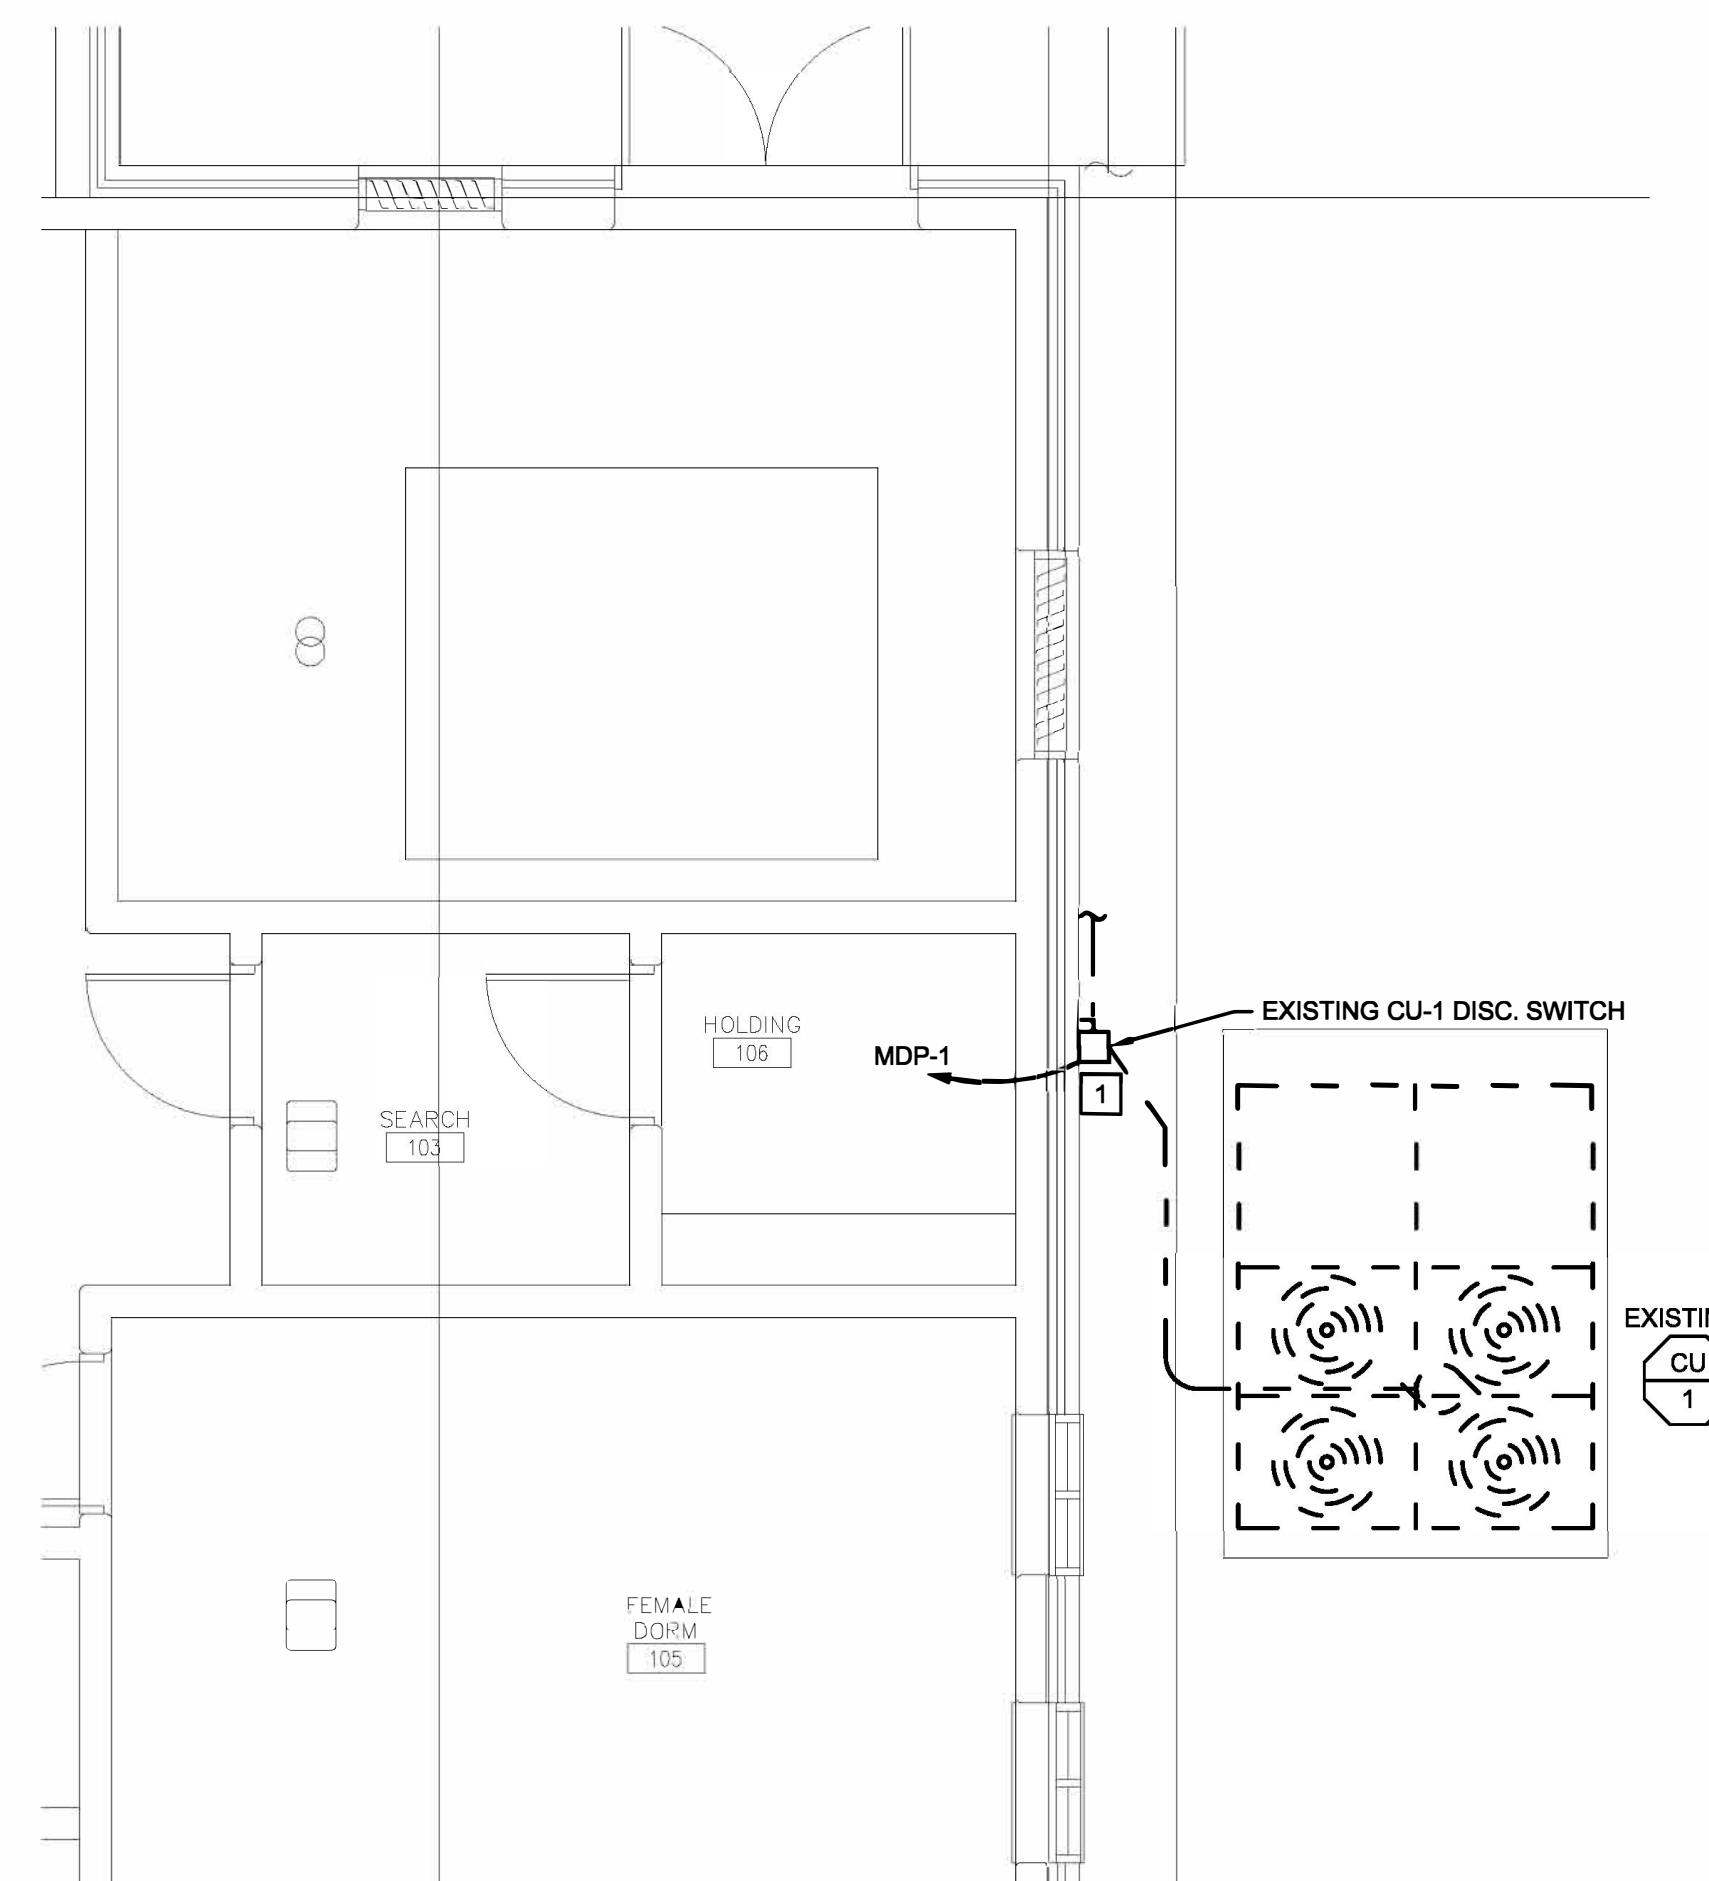 HOLDING
106
EXISTING CU-1 DISC. SWITCH
MDP-1
1
SEARCH
103
CU
1
FEMALE
DORM
105